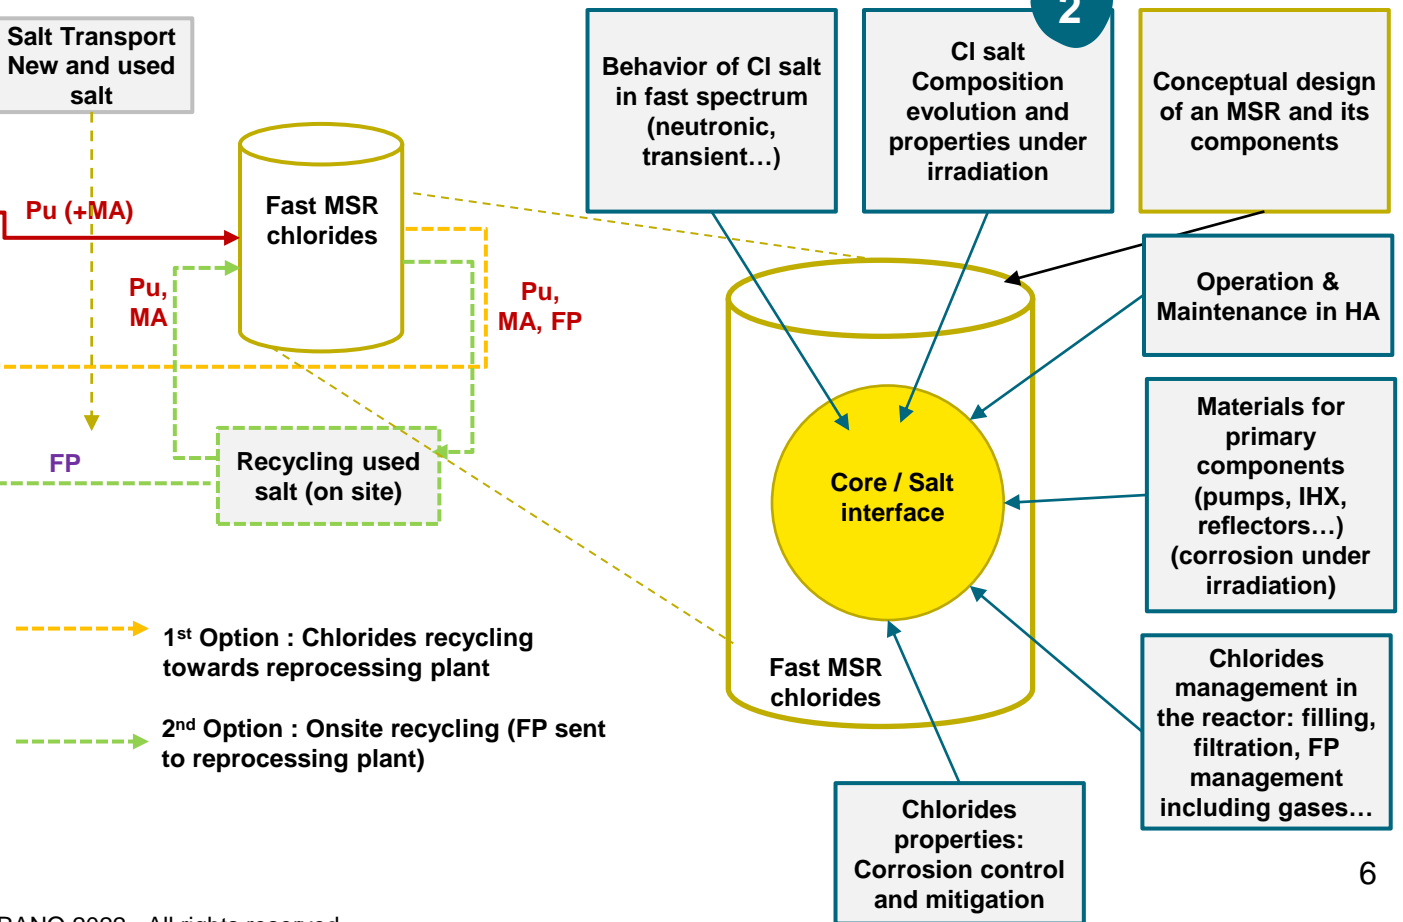 2
Salt Transport
New and used
salt
Behavior of Cl salt
in fast spectrum
(neutronic,
transient…)
Cl salt
Composition
evolution and
properties under
irradiation
Conceptual design
of an MSR and its
components
Pu (+MA)
Fast MSR
chlorides
Pu,
MA
Pu,
MA, FP
Operation &
Maintenance in HA
FP
Recycling used
salt (on site)
Core / Salt
interface
Materials for
primary
components
(pumps, IHX,
reflectors…)
(corrosion under
irradiation)
1st Option : Chlorides recycling
towards reprocessing plant
2nd Option : Onsite recycling (FP sent
to reprocessing plant)
Fast MSR
chlorides
Chlorides
management in
the reactor: filling,
filtration, FP
management
including gases…
Chlorides
properties:
Corrosion control
and mitigation
6
All rights reserved